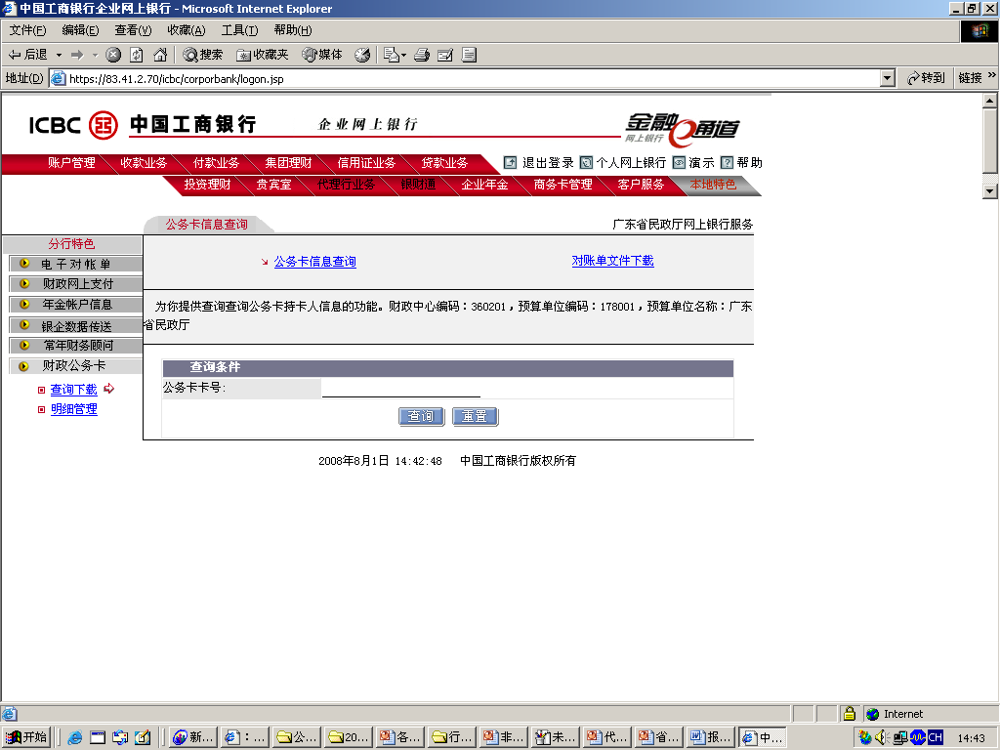 中国工商银行企业网上银行 - Microsoft Internet Explorer
文件(F) 编辑(E) 查看(V) 收藏(A) 工具(T) 帮助(H)
后退 搜索 收藏夹 媒体
地址(D) https://83.41.2.70/icbc/corporbank/logon.jsp 转到 链接 »
ICBC 中国工商银行 企业网上银行 金融e通道
网上银行
账户管理 收款业务 付款业务 集团理财 信用证业务 贷款业务 退出登录 个人网上银行 演示 ? 帮助
投资理财 贵宾室 代理行业务 银财通 企业年金 商务卡管理 客户服务 本地特色
公务卡信息查询 广东省民政厅网上银行服务
分行特色
电子对帐单
财政网上支付
年金帐户信息
银企数据传送
常年财务顾问
财政公务卡
查询下载
明细管理
公务卡信息查询 对账单文件下载
为你提供查询查询公务卡持卡人信息的功能。财政中心编码：360201，预算单位编码：178001，预算单位名称：广东
省民政厅
查询条件
公务卡卡号:
查询 重置
2008年8月1日 14:42:48 中国工商银行版权所有
Internet
开始 新... : ... 公... 20... 各... 行... 非... 未... 代... 省... 报... 中... CH 14:43